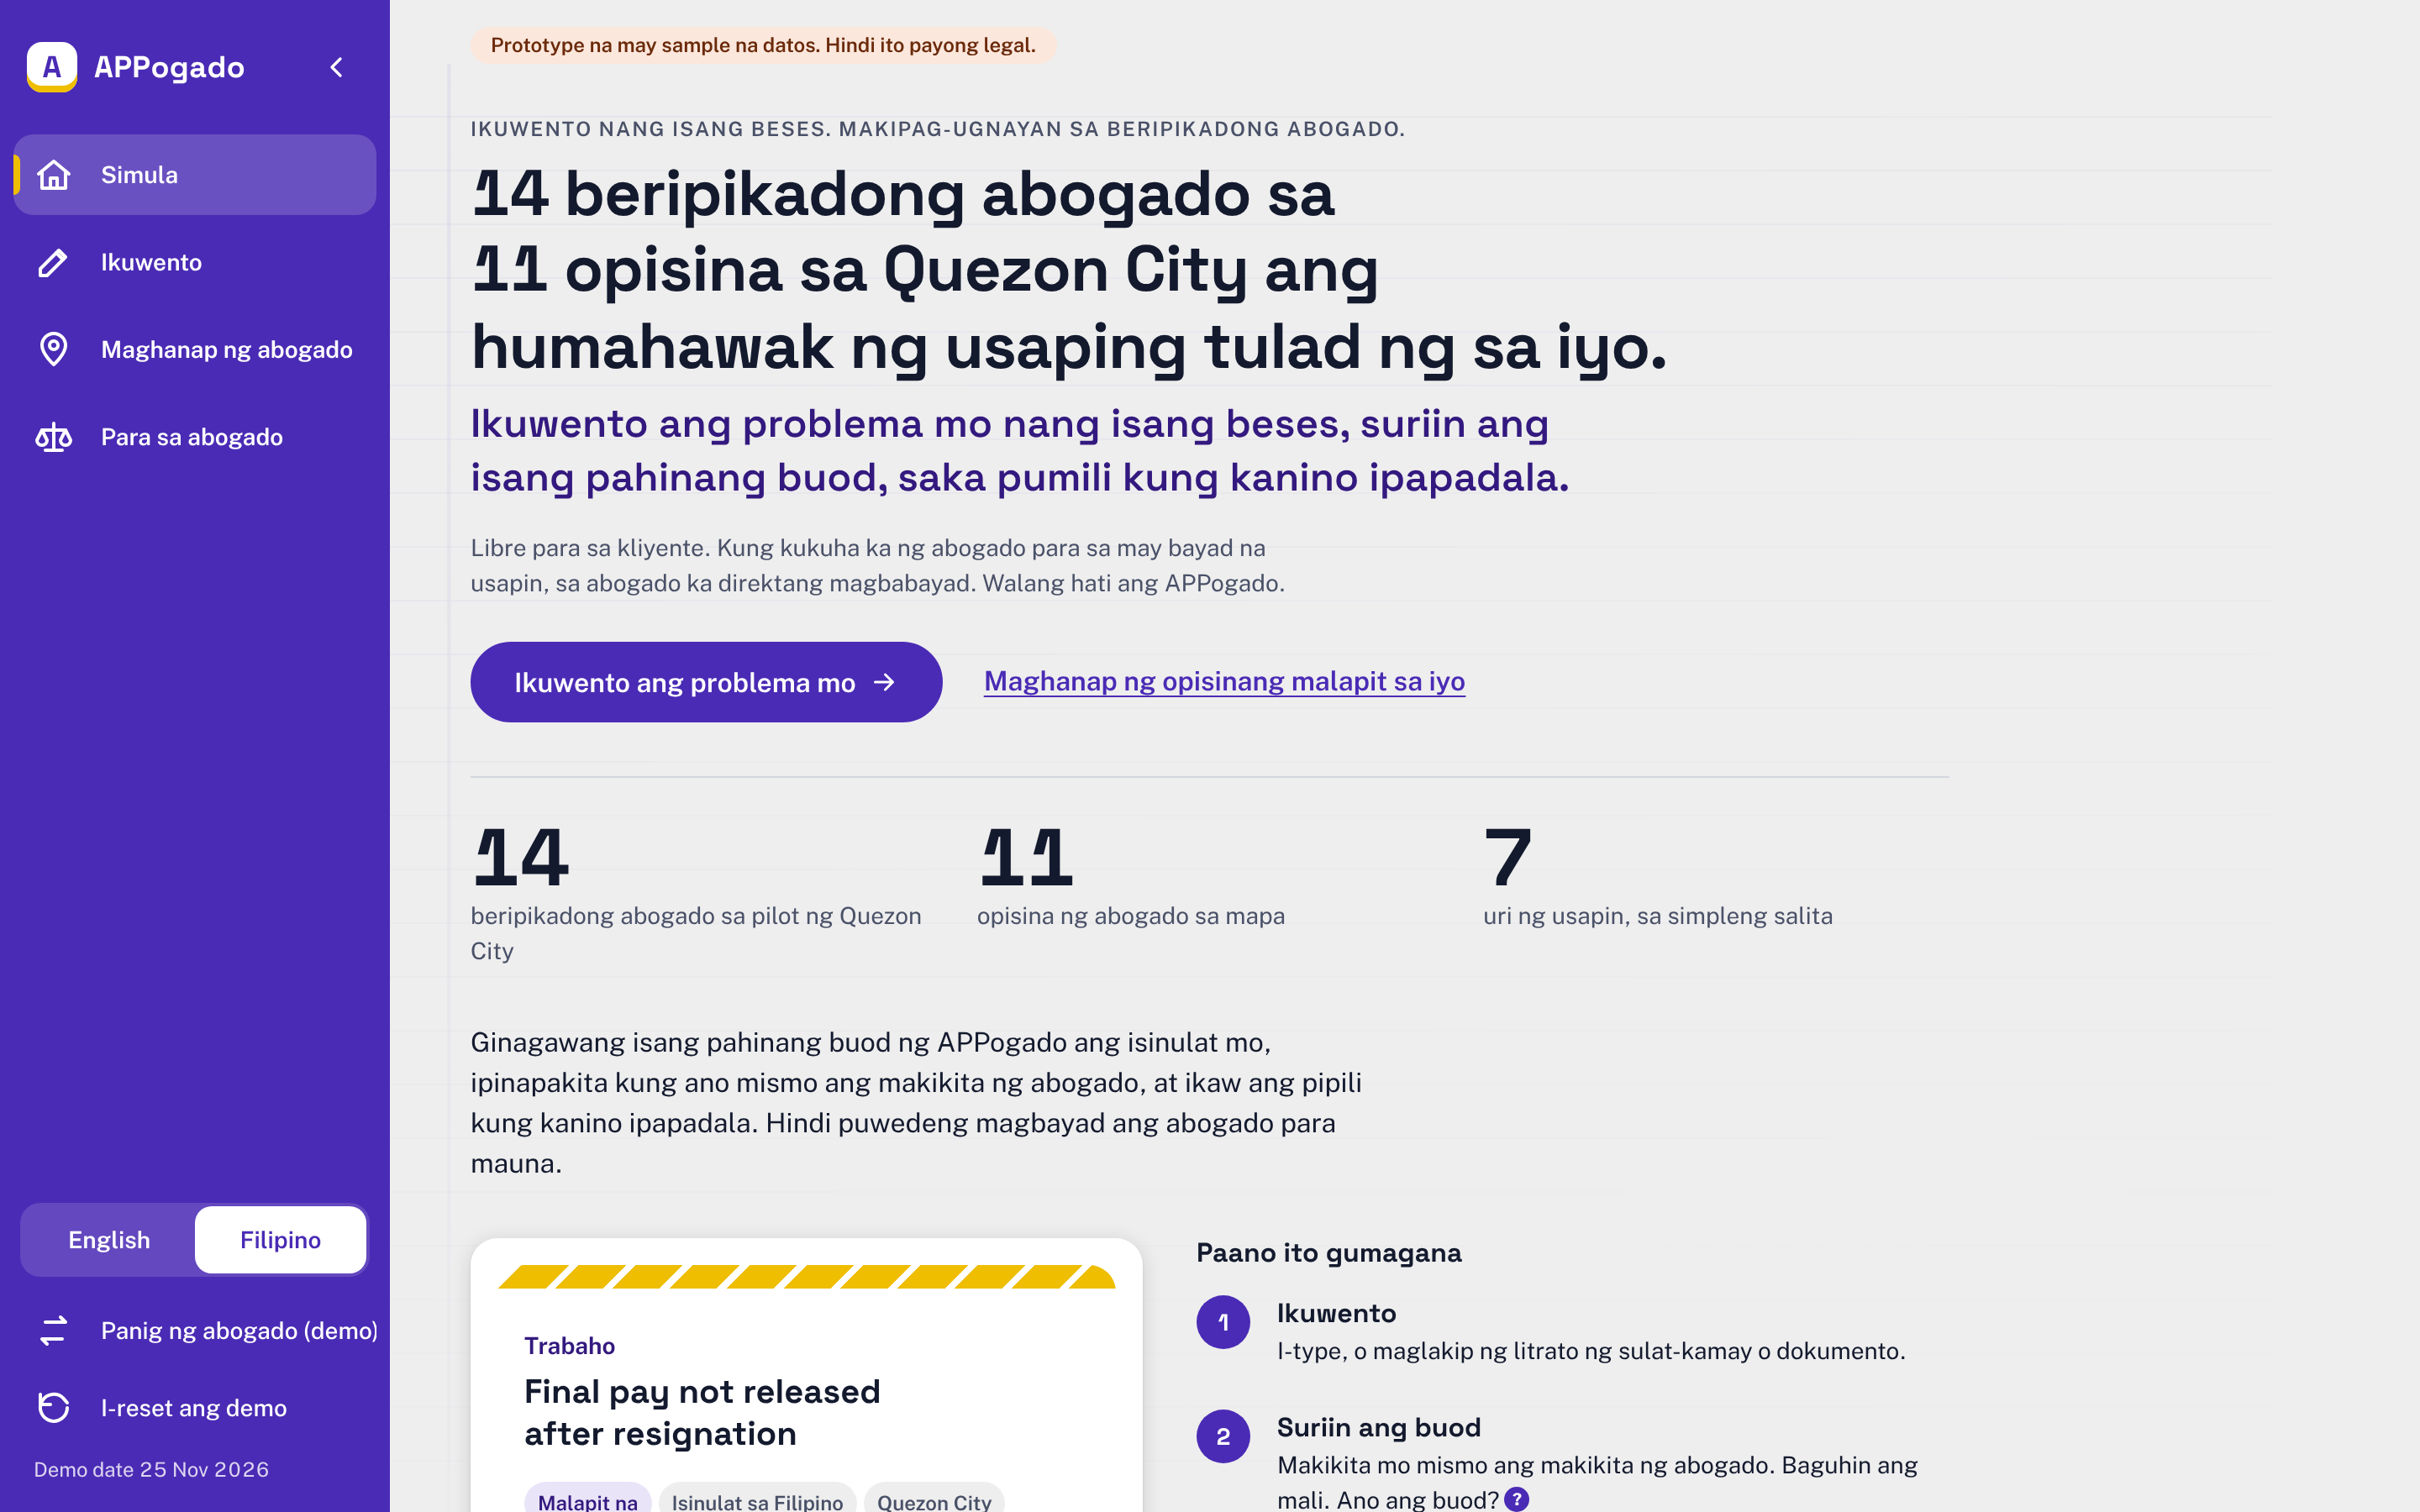 A APPogado
Simula
Ikuwento
Maghanap ng abogado
Para sa abogado
English
Filipino
Panig ng abogado (demo)
I-reset ang demo
Demo date 25 Nov 2026
Prototype na may sample na datos. Hindi ito payong legal.
IKUWENTO NANG ISANG BESES. MAKIPAG-UGNAYAN SA BERIPIKADONG ABOGADO.
14 beripikadong abogado sa
11 opisina sa Quezon City ang
humahawak ng usaping tulad ng sa iyo.
Ikuwento ang problema mo nang isang beses, suriin ang
isang pahinang buod, saka pumili kung kanino ipapadala.
Libre para sa kliyente. Kung kukuha ka ng abogado para sa may bayad na
usapin, sa abogado ka direktang magbabayad. Walang hati ang APPogado.
Ikuwento ang problema mo →
Maghanap ng opisinang malapit sa iyo
14
beripikadong abogado sa pilot ng Quezon
City
11
opisina ng abogado sa mapa
7
uri ng usapin, sa simpleng salita
Ginagawang isang pahinang buod ng APPogado ang isinulat mo,
ipinapakita kung ano mismo ang makikita ng abogado, at ikaw ang pipili
kung kanino ipapadala. Hindi puwedeng magbayad ang abogado para
mauna.
Trabaho
Final pay not released
after resignation
Malapit na
Isinulat sa Filipino
Quezon City
Paano ito gumagana
1
Ikuwento
I-type, o maglakip ng litrato ng sulat-kamay o dokumento.
2
Suriin ang buod
Makikita mo mismo ang makikita ng abogado. Baguhin ang
mali. Ano ang buod? ?